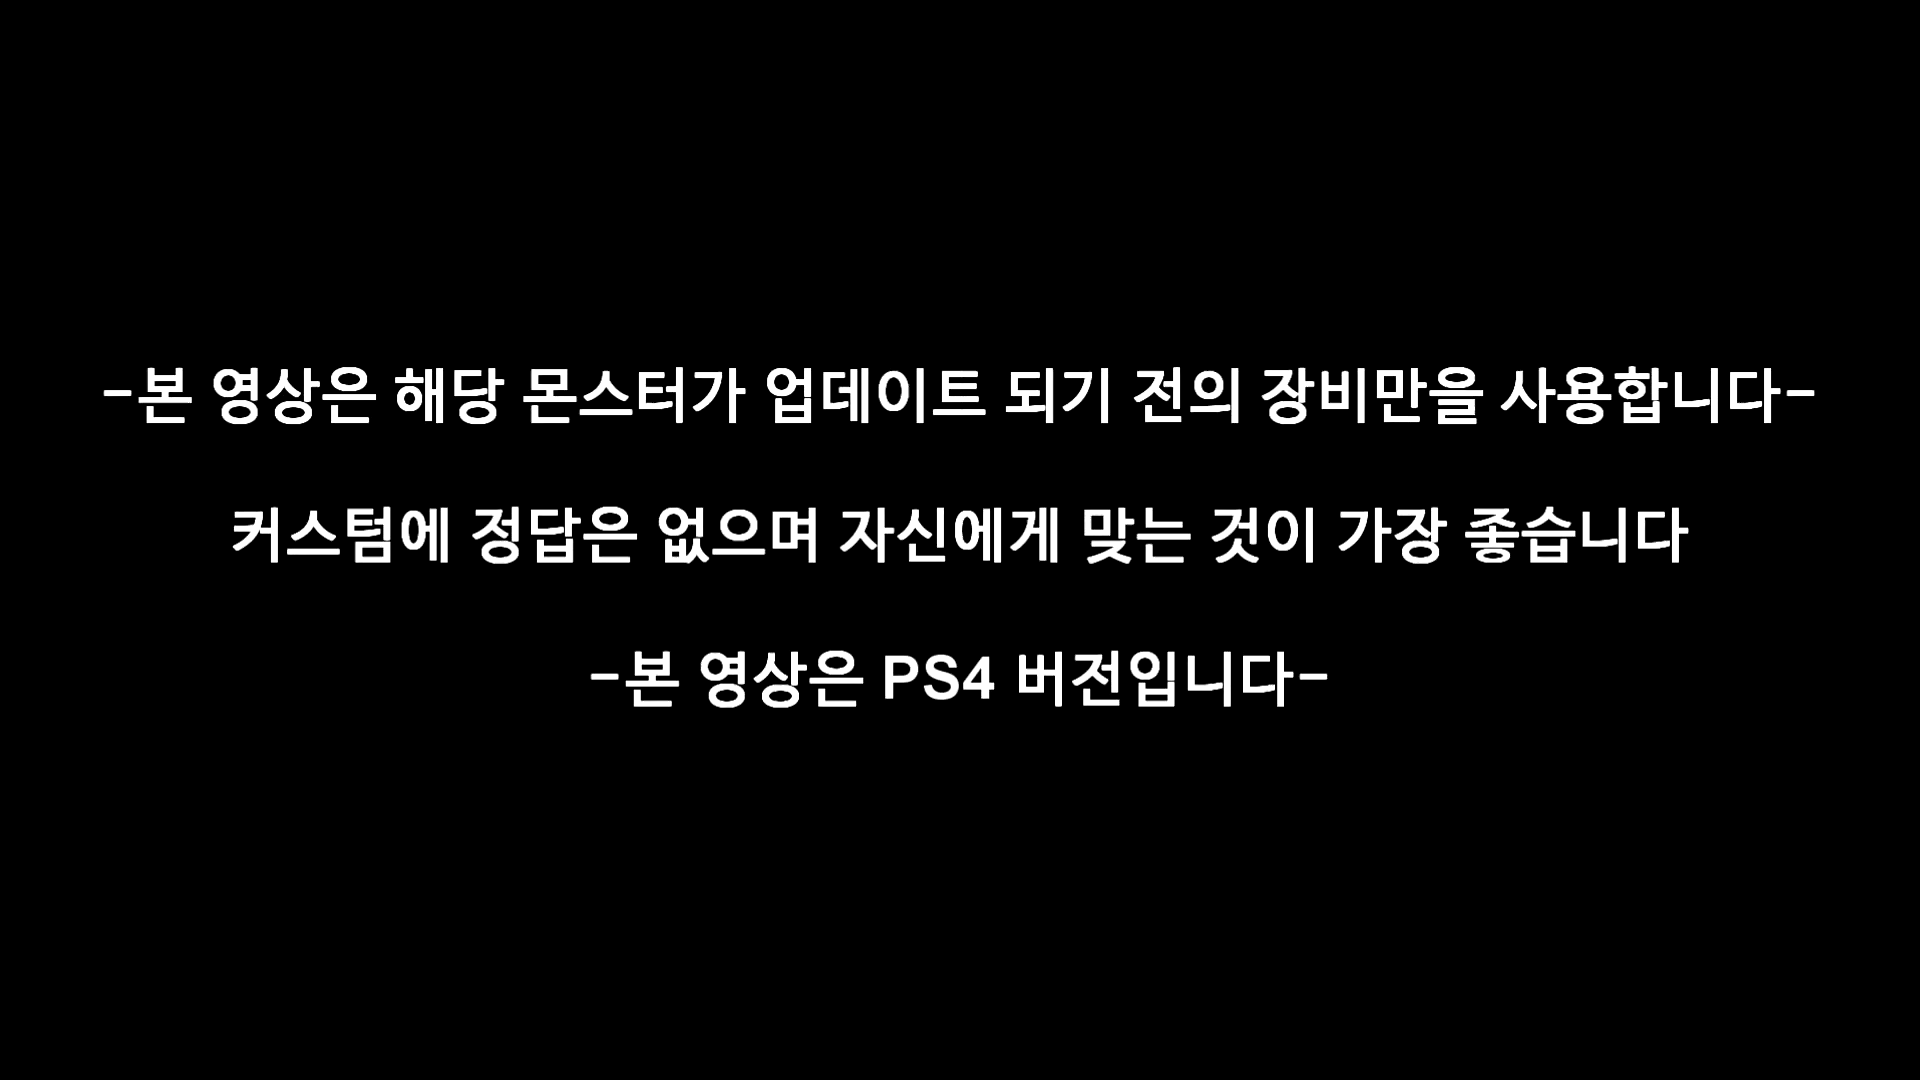 -본 영상은 해당 몬스터가 업데이트 되기 전의 장비만을 사용합니다-
커스텀에 정답은 없으며 자신에게 맞는 것이 가장 좋습니다
-본 영상은 PS4 버전입니다-